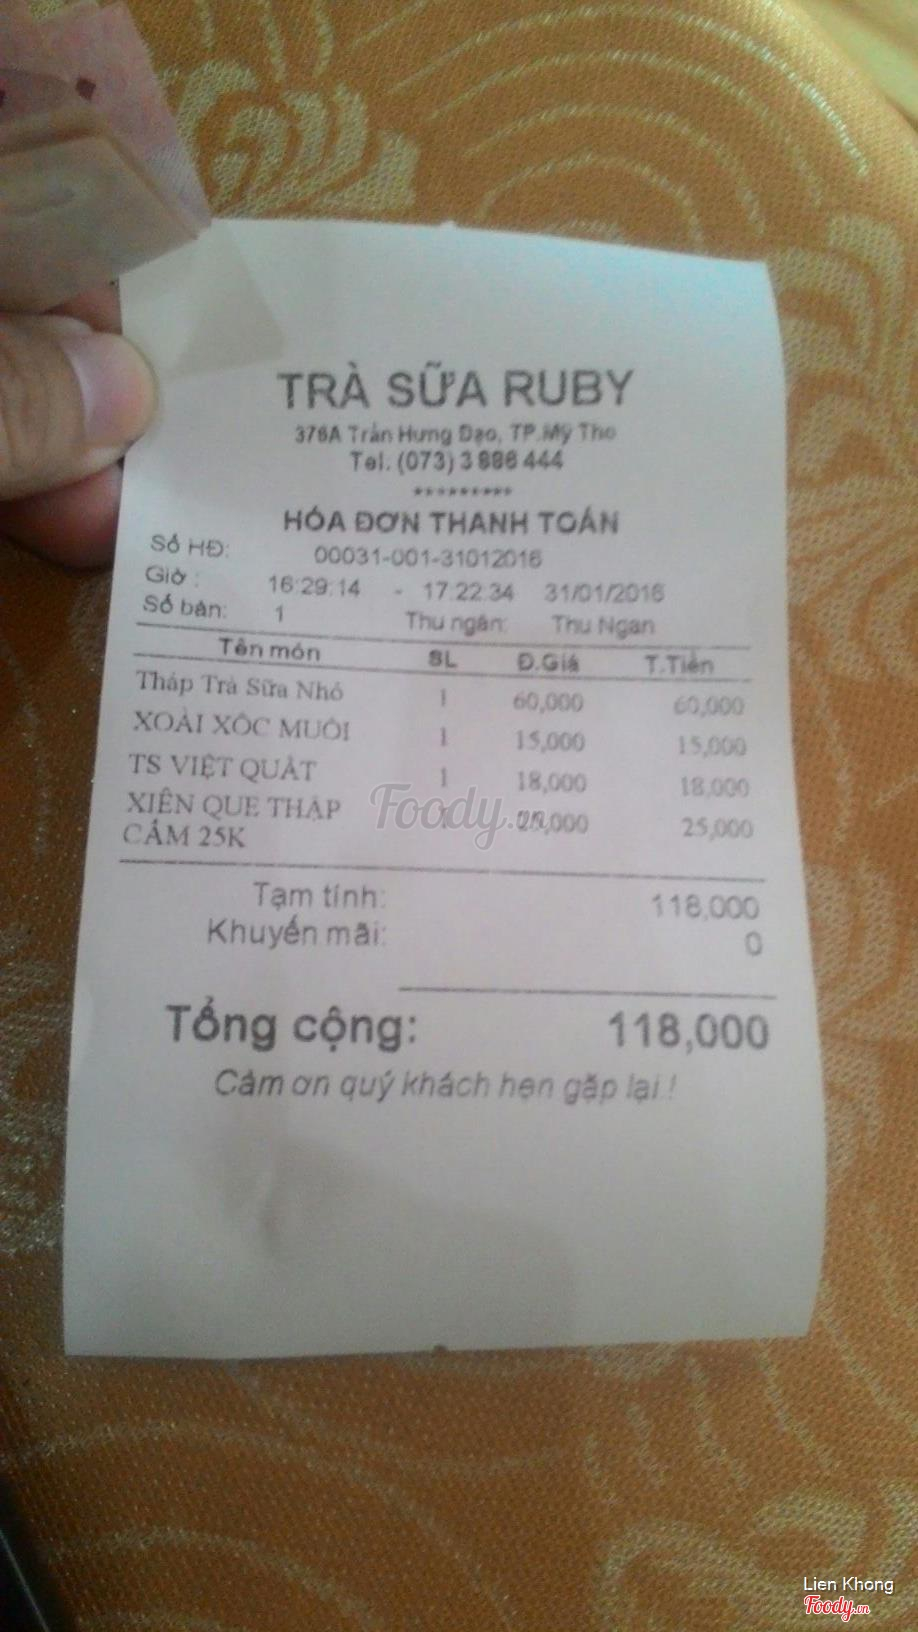 TRÀ SỮA RUBY
376A Trần Hưng Đạo, TP.Mỹ Tho
Tel. (073) 3 886 444
*********
HÓA ĐƠN THANH TOÁN
Số HĐ: 00031-001-31012016
Giờ : 16:29:14 - 17:22:34 31/01/2016
Số bàn: 1 Thu ngân: Thu Ngan
Tên món SL Đ.Giá T.Tiền
Tháp Trà Sữa Nhỏ 1 60,000 60,000
XOÀI XÓC MUÓI 1 15,000 15,000
TS VIỆT QUẤT 1 18,000 18,000
XIÊN QUE THẬP 1 25,000 25,000
CẨM 25K
Foody.vn
Tạm tính: 118,000
Khuyến mãi: 0
Tổng cộng: 118,000
Cảm ơn quý khách hẹn gặp lại !
Lien Khong
Foody.vn